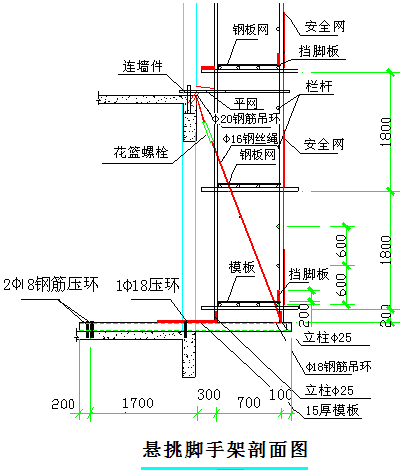 钢板网
安全网
挡脚板
连墙件
平网
栏杆
Φ20钢筋吊环
Φ16钢丝绳
花篮螺栓
钢板网
安全网
1800
1800
600
600
模板
挡脚板
2Φ18钢筋压环
1Φ18压环
200
200
立柱Φ25
Φ18钢筋吊环
立柱Φ25
15厚模板
200
1700
300
700
100
悬挑脚手架剖面图